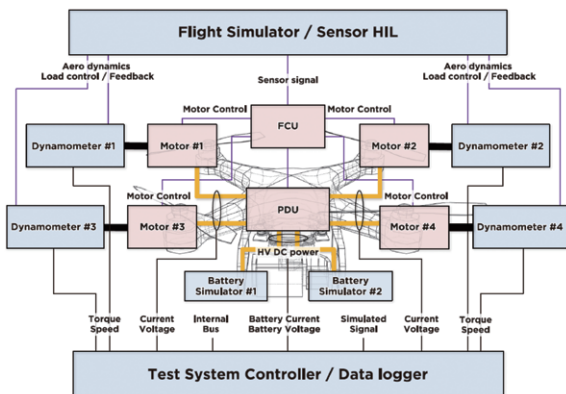 Flight Simulator / Sensor HIL
Aero dynamics
Load control / Feedback
Sensor signal
Aero dynamics
Load control / Feedback
Motor Control
Motor Control
FCU
Dynamometer #1
Motor #1
Motor #2
Dynamometer #2
Motor Control
Motor Control
Dynamometer #3
Motor #3
PDU
Motor #4
Dynamometer #4
HV DC power
Battery
Simulator #1
Battery
Simulator #2
Torque
Speed
Current
Voltage
Internal
Bus
Battery Current
Battery Voltage
Simulated
Signal
Current
Voltage
Torque
Speed
Test System Controller / Data logger